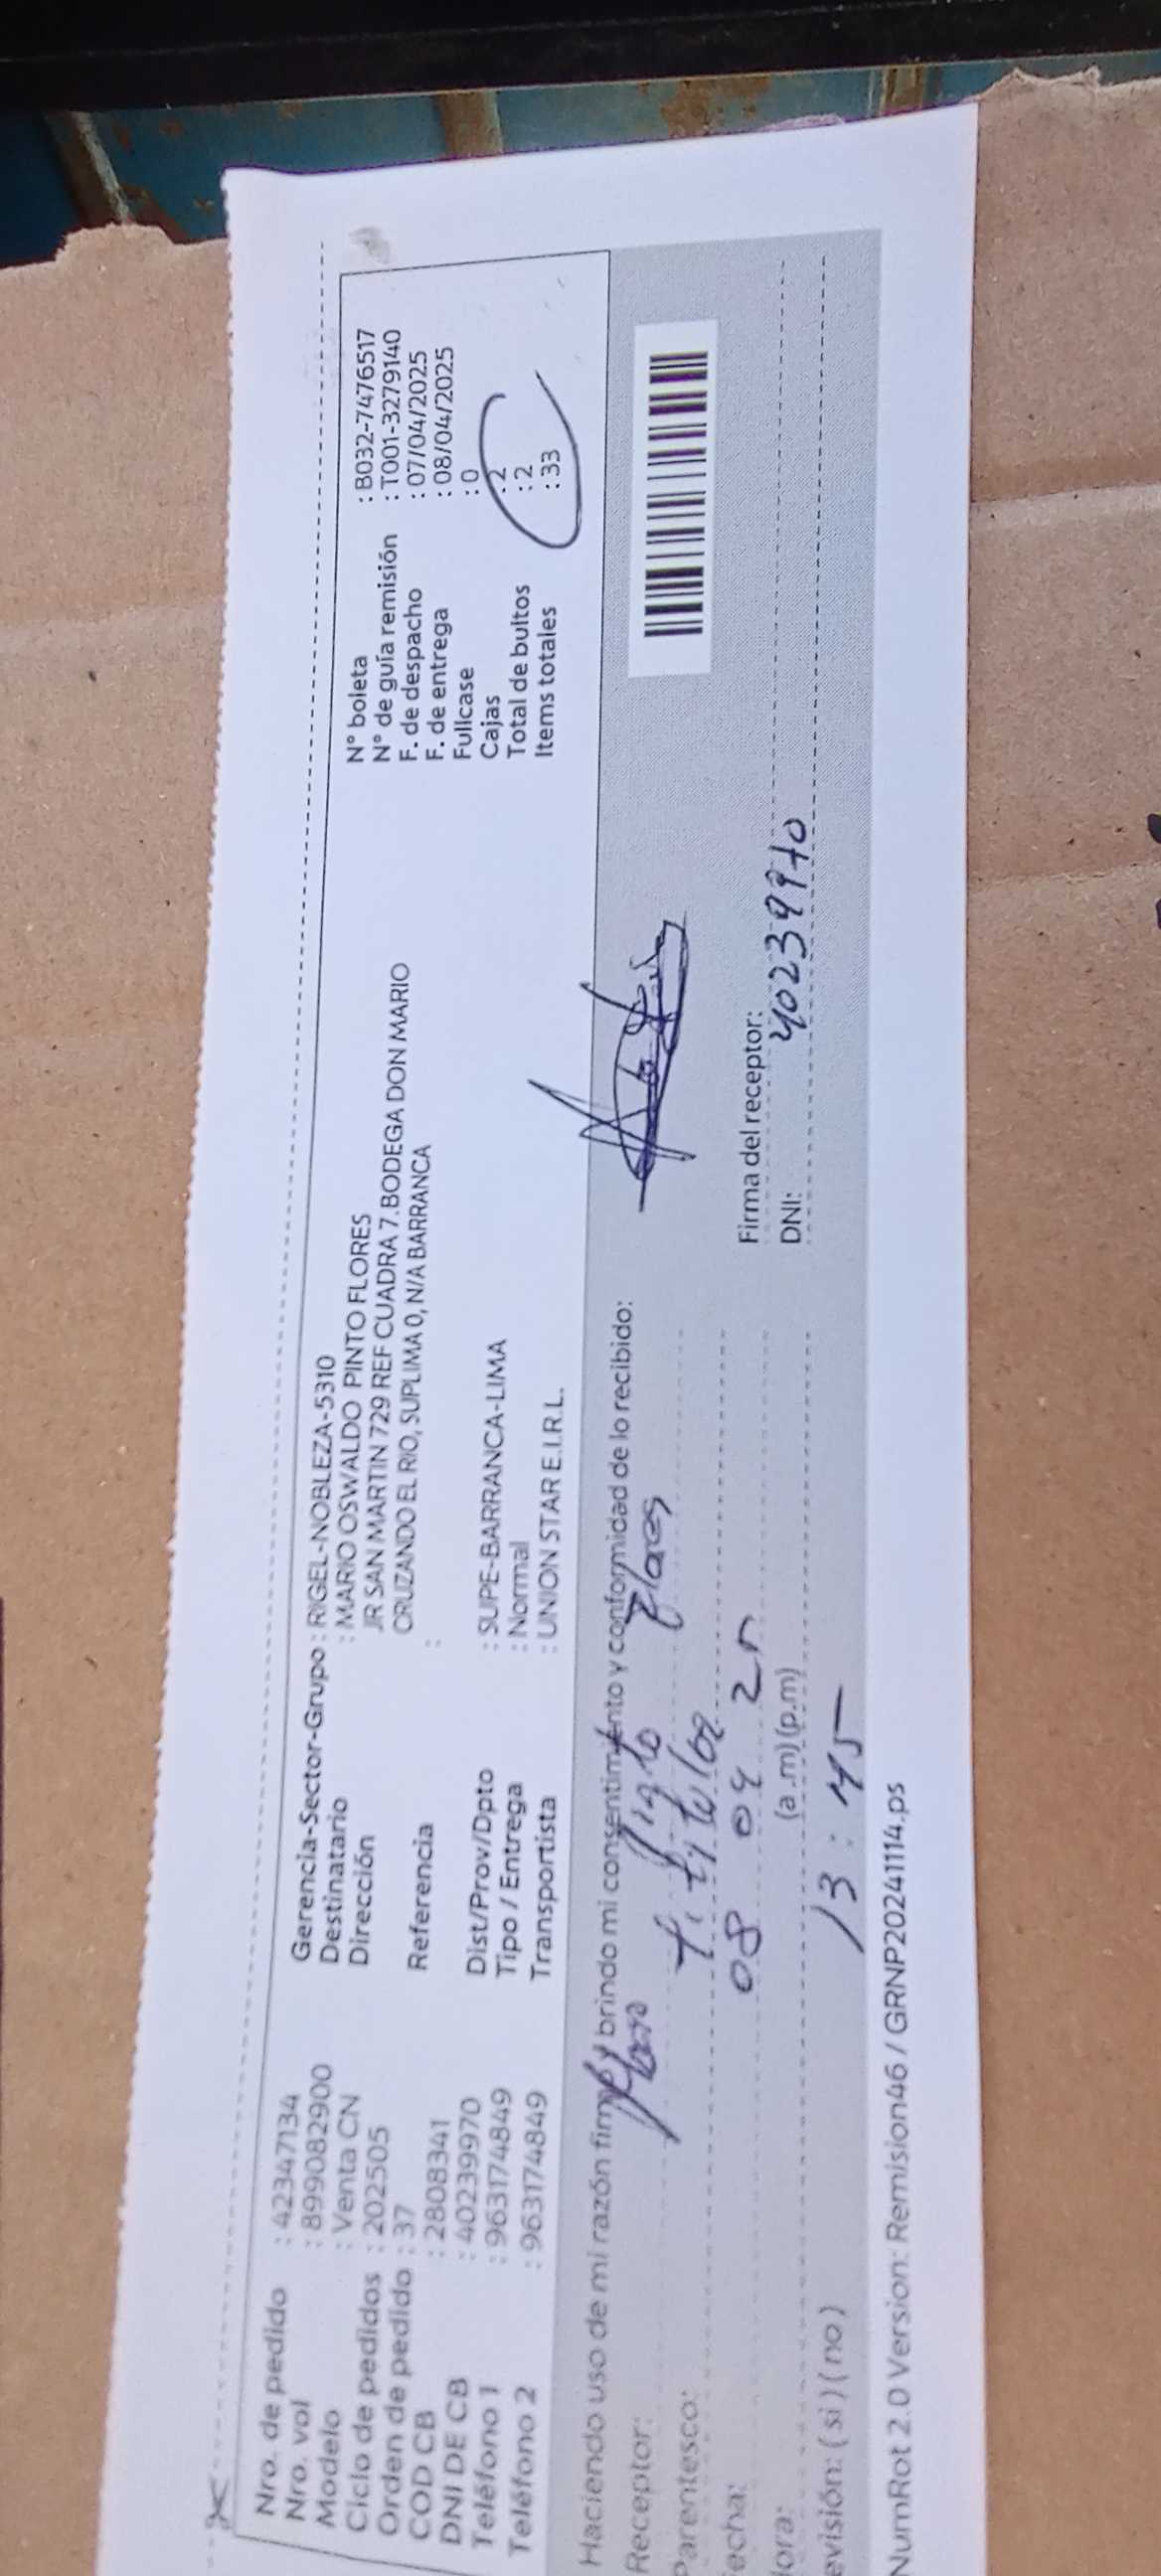 Nro. de pedido : 42347134
Nro. vol : 899082900
Modelo : Venta CN
Ciclo de pedidos : 202505
Orden de pedido : 37
COD CB : 2808341
DNI DE CB : 40239970
Teléfono 1 : 963174849
Teléfono 2 : 963174849
Gerencia-Sector-Grupo : RIGEL-NOBLEZA-5310
Destinatario : MARIO OSWALDO PINTO FLORES
Dirección JR SAN MARTIN 729 REF CUADRA 7. BODEGA DON MARIO
CRUZANDO EL RIO, SUPLIMA 0, N/A BARRANCA
Referencia :
Dist/Prov/Dpto : SUPE-BARRANCA-LIMA
Tipo / Entrega : Normal
Transportista : UNION STAR E.I.R.L.
N° boleta : B032-7476517
N° de guía remisión : T001-3279140
F. de despacho : 07/04/2025
F. de entrega : 08/04/2025
Fullcase : 0
Cajas : 2
Total de bultos : 2
Items totales : 33
Haciendo uso de mi razón firmo y brindo mi consentimiento y conformidad de lo recibido:
Receptor: Flores
Parentesco: Titular
echa: 08 04 25
ora: (a.m) (p.m)
13:45
evisión: ( si ) ( no )
Firma del receptor:
DNI: 40239970
NumRot 2.0 Version: Remision46 / GRNP20241114.ps